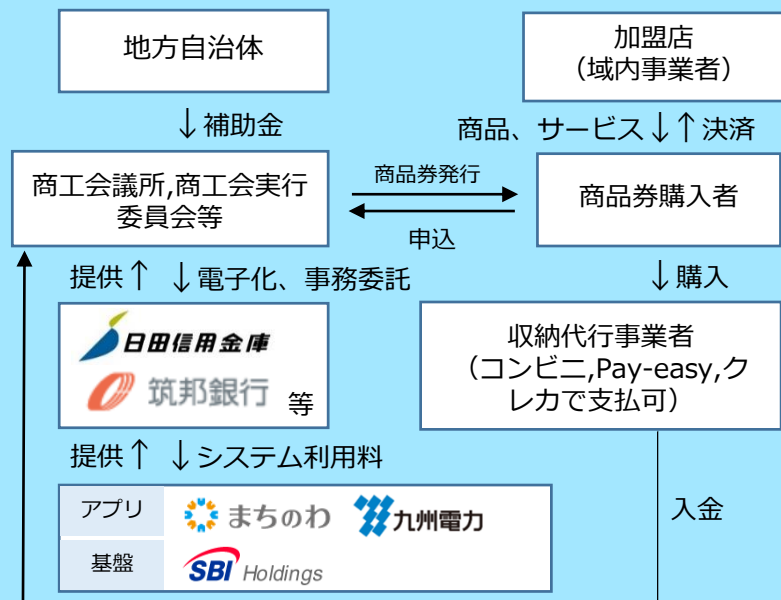 地方自治体
加盟店
（域内事業者）
↓補助金
商品、サービス↓↑決済
商工会議所,商工会実行
委員会等
商品券発行
申込
商品券購入者
提供↑ ↓電子化、事務委託
↓購入
日田信用金庫
筑邦銀行 等
収納代行事業者
（コンビニ,Pay-easy,ク
レカで支払可）
提供↑ ↓システム利用料
アプリ まちのわ 九州電力
基盤 SBI Holdings
入金